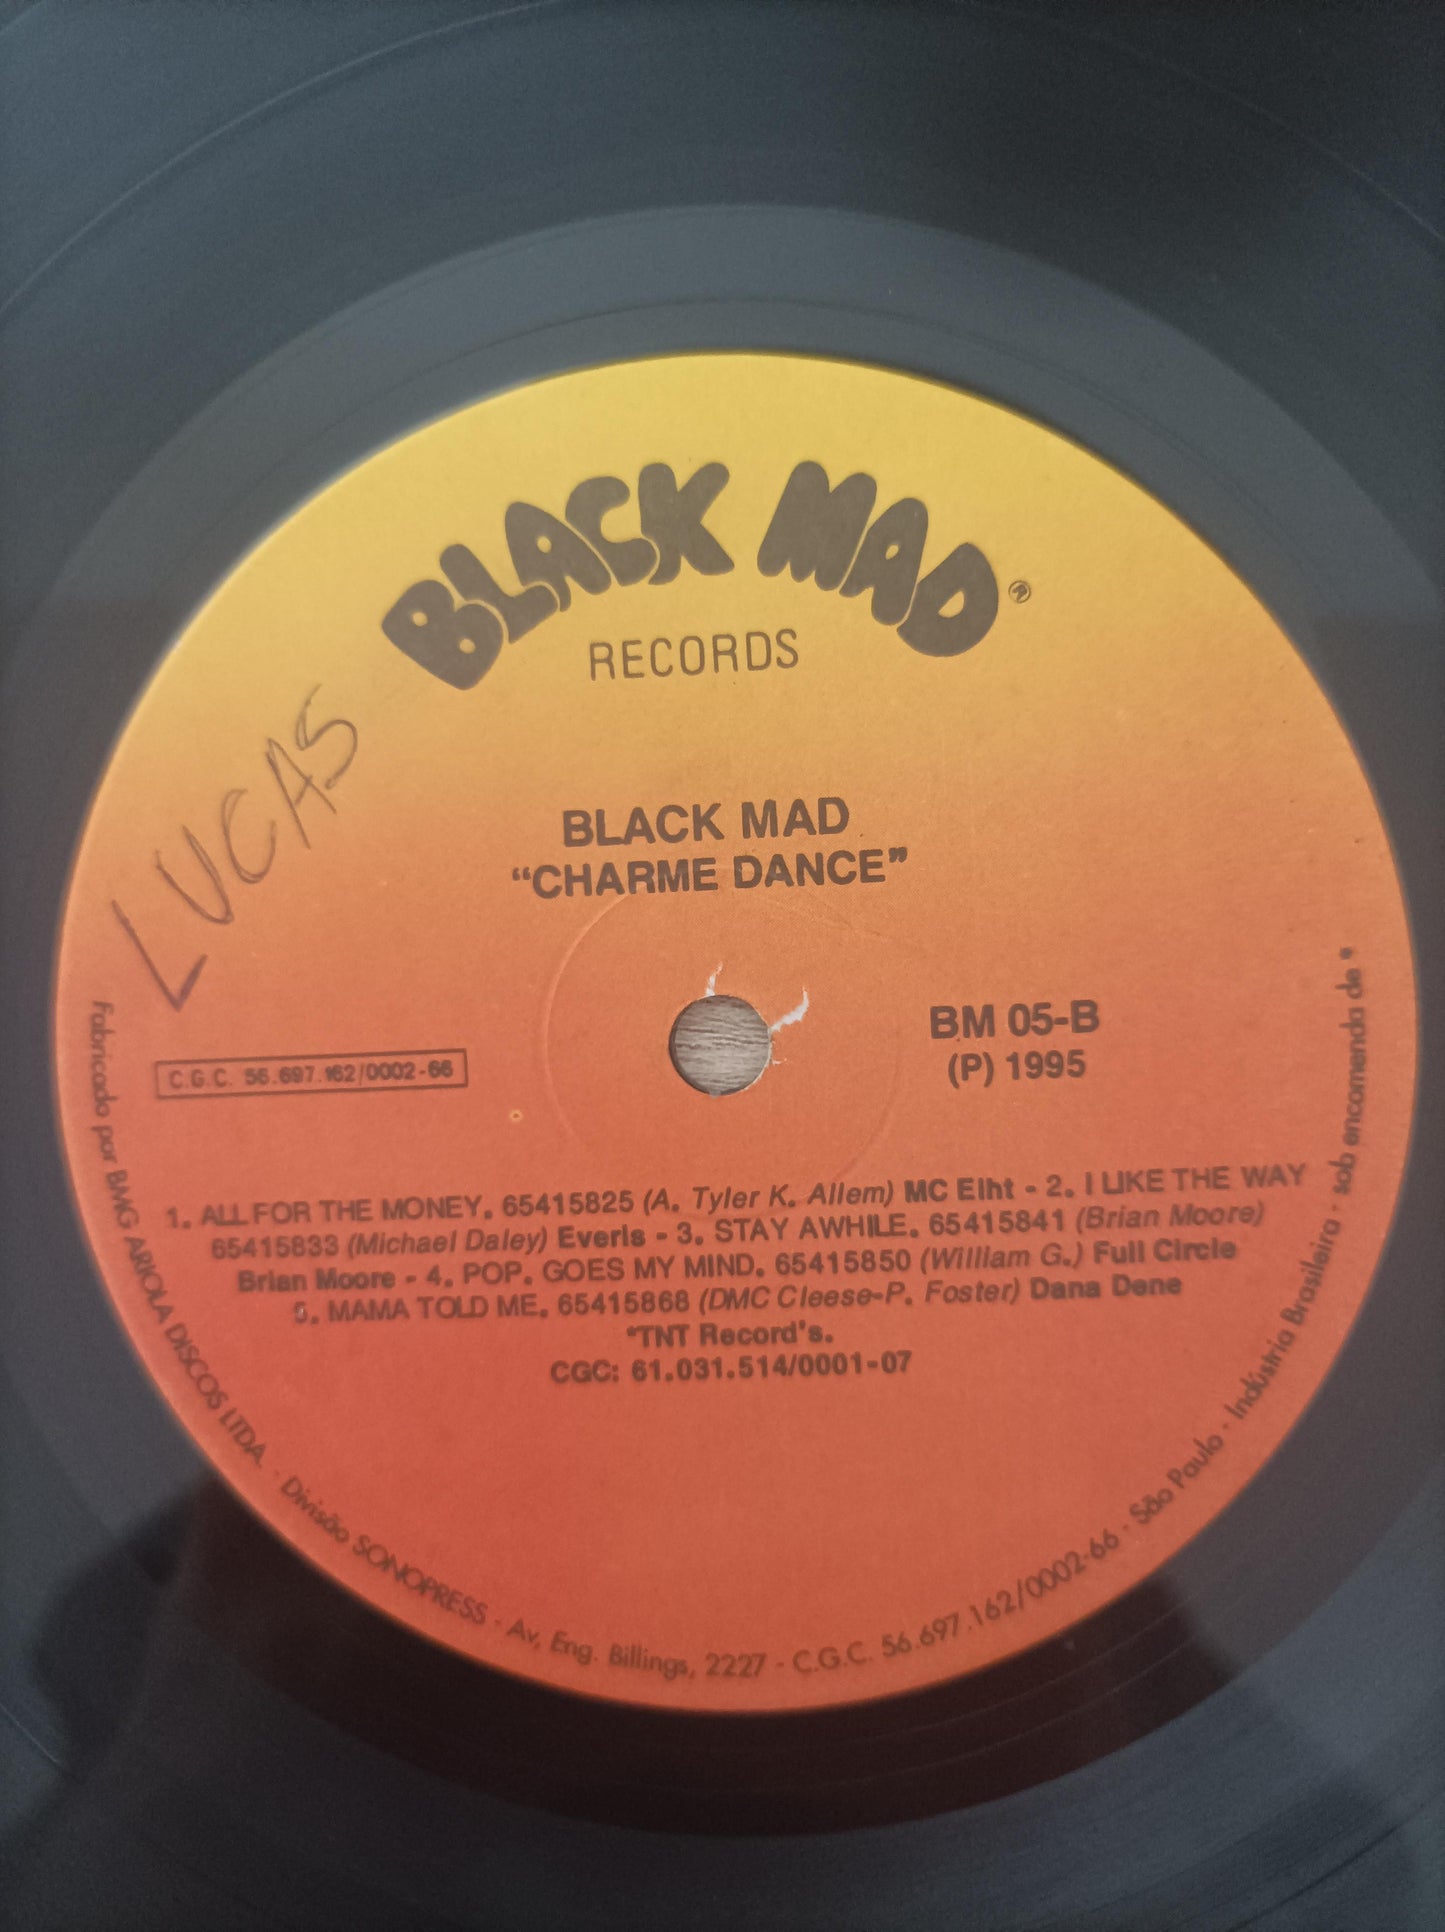 BLACK MAD®
RECORDS
LUCAS
BLACK MAD
“CHARME DANCE”
BM 05-B
(P) 1995
C.G.C. 56.697.162/0002-66
1. ALL FOR THE MONEY. 65415825 (A. Tyler K. Allem) MC Elht - 2. I LIKE THE WAY
65415833 (Michael Daley) Everis - 3. STAY AWHILE. 65415841 (Brian Moore)
Brian Moore - 4. POP. GOES MY MIND. 65415850 (William G.) Full Circle
5. MAMA TOLD ME. 65415868 (DMC Cleese-P. Foster) Dana Dene
*TNT Record's.
CGC: 61.031.514/0001-07
Fabricado por BMG ARIOLA DISCOS LTDA. · Divisão SONOPRESS - Av, Eng. Billings, 2227 - C.G.C. 56.697.162/0002-66 · São Paulo · Indústria Brasileira · sob encomenda de *